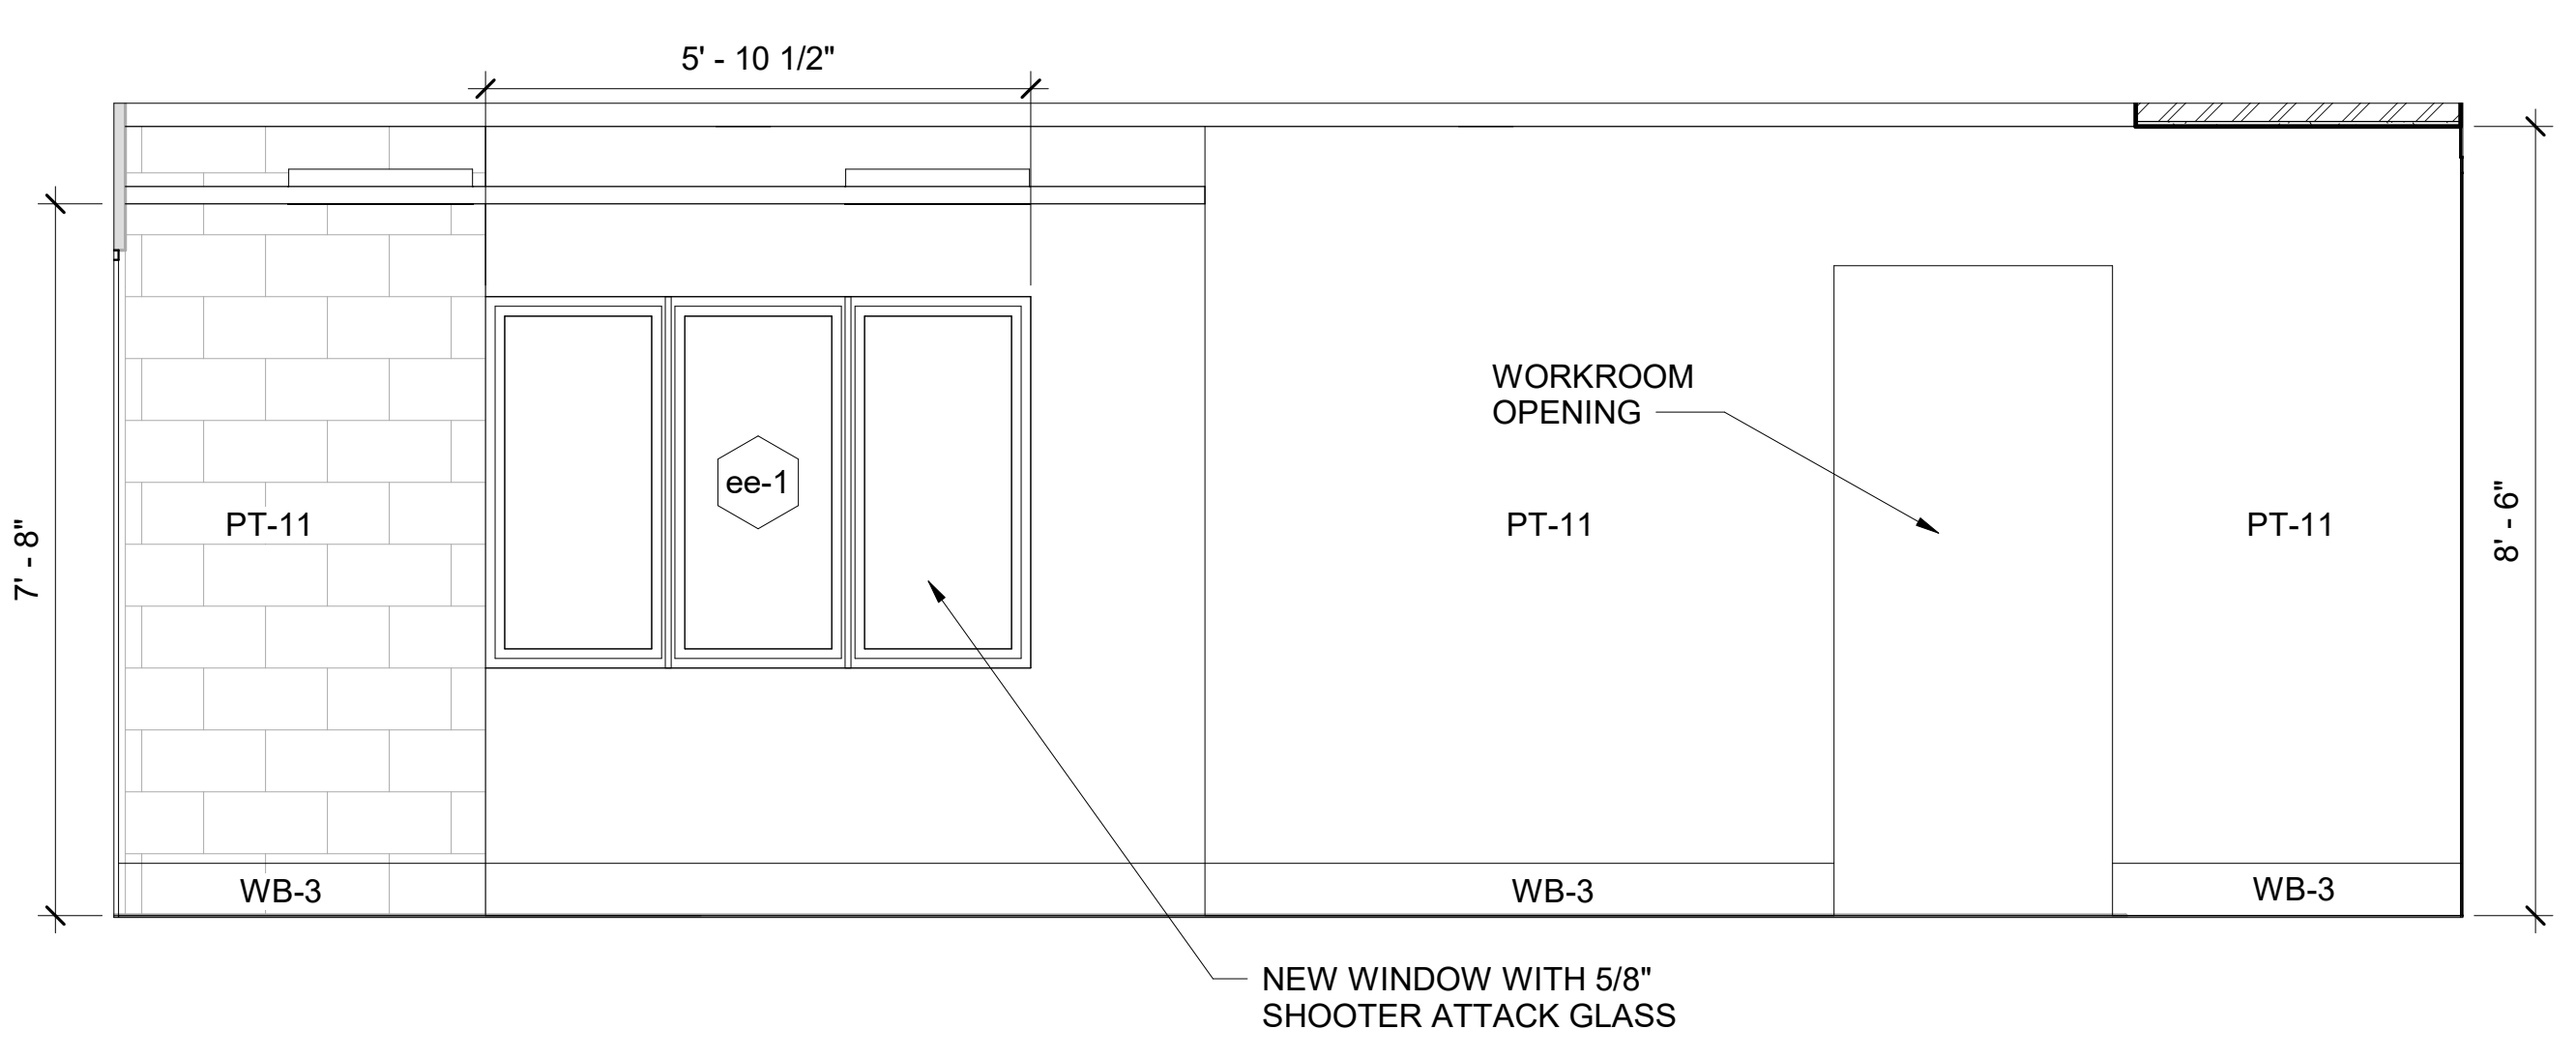 5' - 10 1/2"
7' - 8"
8' - 6"
WORKROOM
OPENING
ee-1
PT-11
PT-11
PT-11
WB-3
WB-3
WB-3
NEW WINDOW WITH 5/8"
SHOOTER ATTACK GLASS